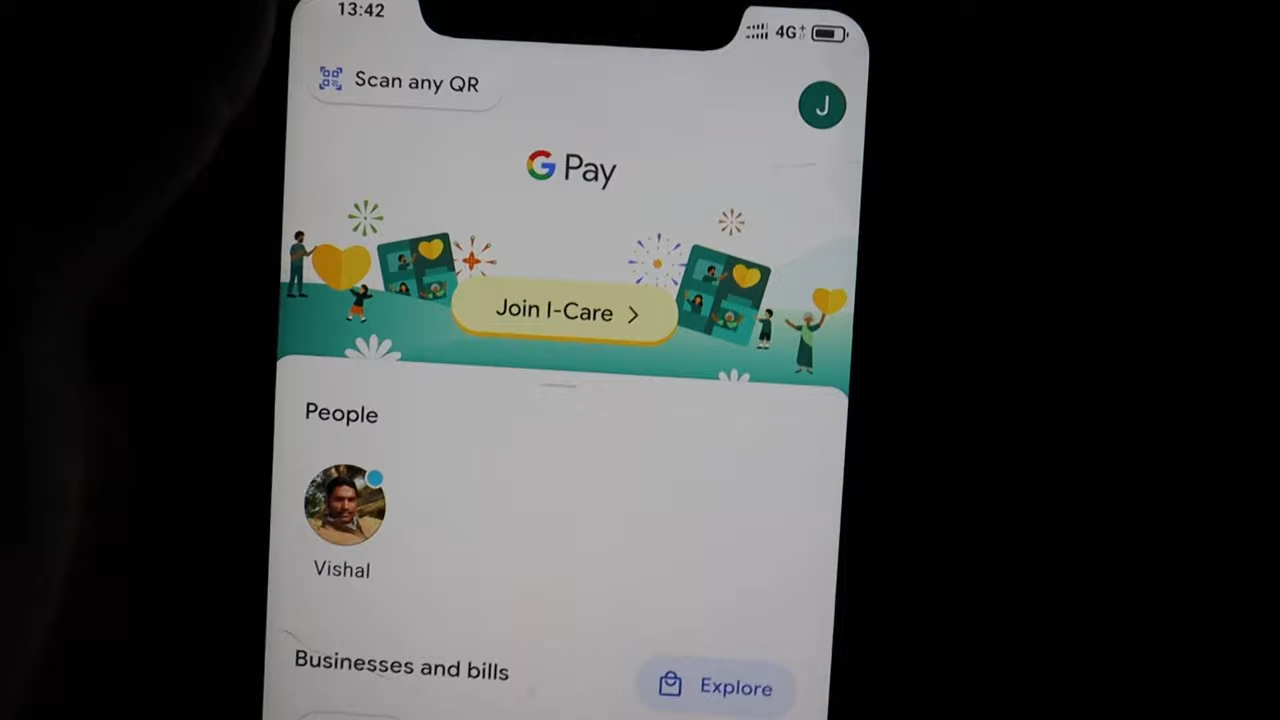 13:42
4G+
Scan any QR
J
G Pay
Join I-Care
People
Vishal
Businesses and bills
Explore